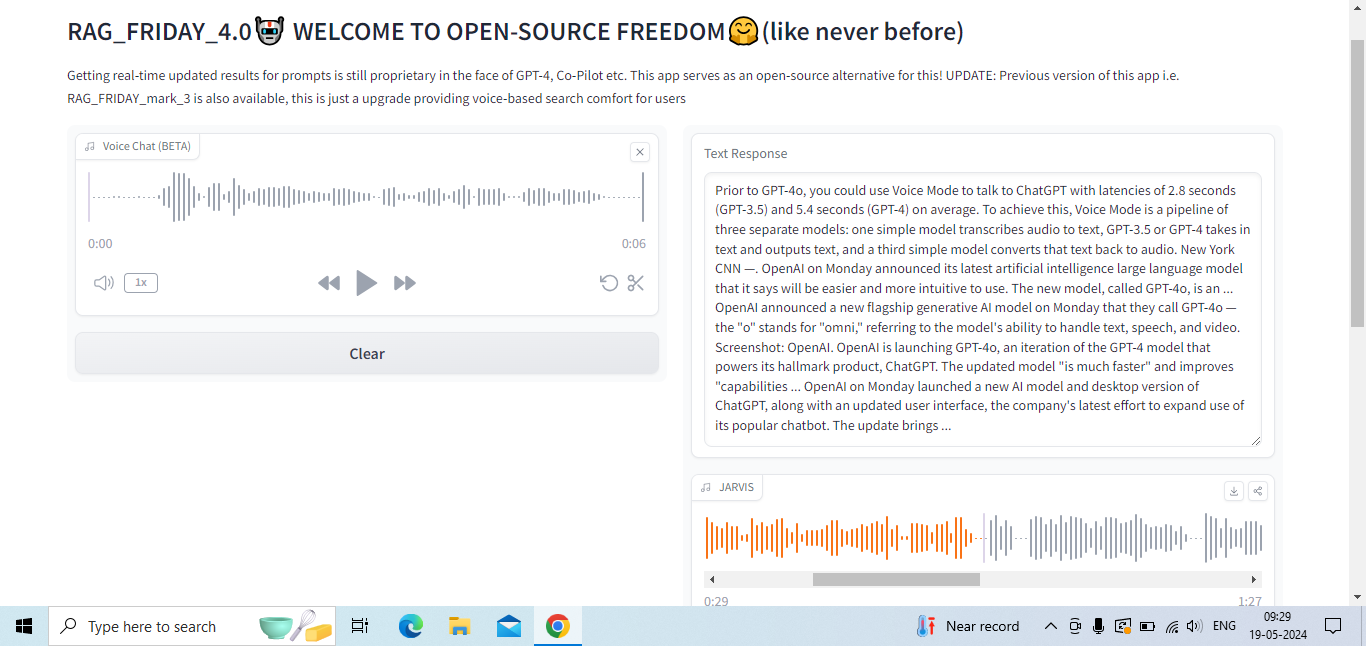 RAG_FRIDAY_4.0🤖 WELCOME TO OPEN-SOURCE FREEDOM🤗(like never before)
Getting real-time updated results for prompts is still proprietary in the face of GPT-4, Co-Pilot etc. This app serves as an open-source alternative for this! UPDATE: Previous version of this app i.e.
RAG_FRIDAY_mark_3 is also available, this is just a upgrade providing voice-based search comfort for users
Voice Chat (BETA)
0:00
0:06
1x
Clear
Text Response
Prior to GPT-4o, you could use Voice Mode to talk to ChatGPT with latencies of 2.8 seconds
(GPT-3.5) and 5.4 seconds (GPT-4) on average. To achieve this, Voice Mode is a pipeline of
three separate models: one simple model transcribes audio to text, GPT-3.5 or GPT-4 takes in
text and outputs text, and a third simple model converts that text back to audio. New York
CNN —. OpenAI on Monday announced its latest artificial intelligence large language model
that it says will be easier and more intuitive to use. The new model, called GPT-4o, is an ...
OpenAI announced a new flagship generative AI model on Monday that they call GPT-4o —
the "o" stands for "omni," referring to the model's ability to handle text, speech, and video.
Screenshot: OpenAI. OpenAI is launching GPT-4o, an iteration of the GPT-4 model that
powers its hallmark product, ChatGPT. The updated model "is much faster" and improves
"capabilities ... OpenAI on Monday launched a new AI model and desktop version of
ChatGPT, along with an updated user interface, the company's latest effort to expand use of
its popular chatbot. The update brings ...
JARVIS
0:29
1:27
Type here to search
Near record
ENG
09:29
19-05-2024